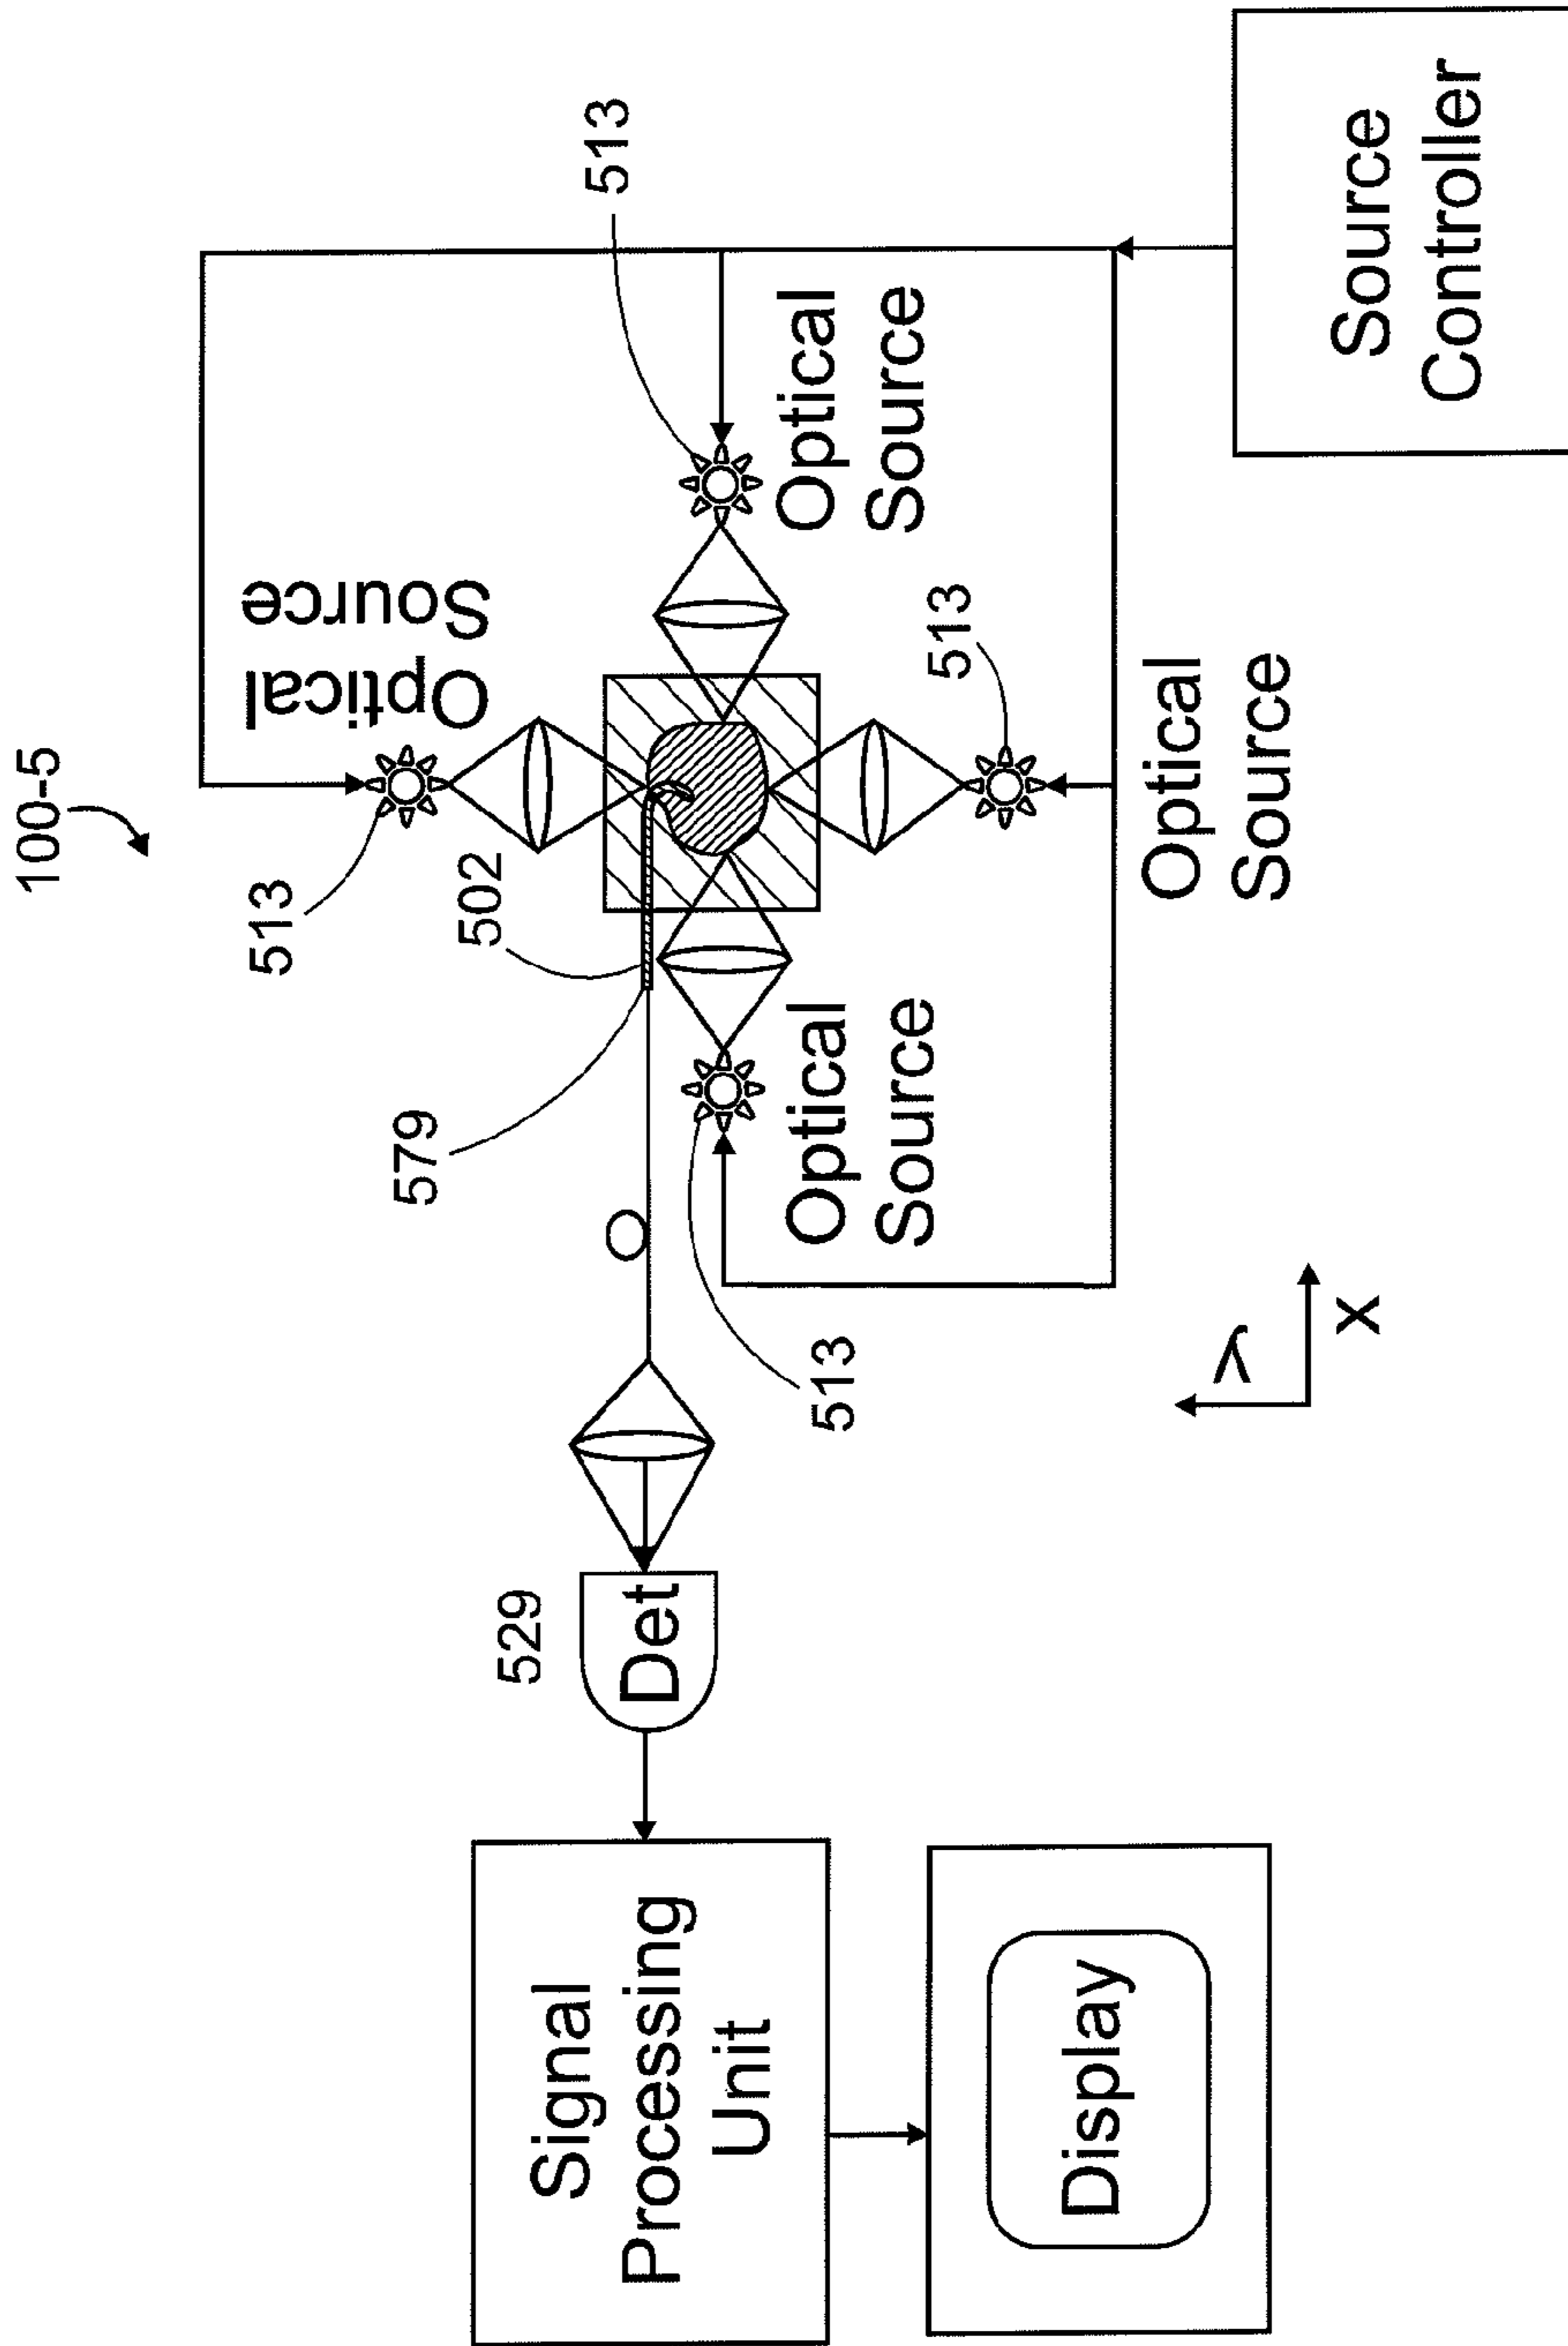 100-5
513
Optical
Source
502
579
513
Optical
Source
513
Optical
Source
513
Optical
Source
529
Det
Signal
Processing
Unit
Display
Source
Controller
y
x